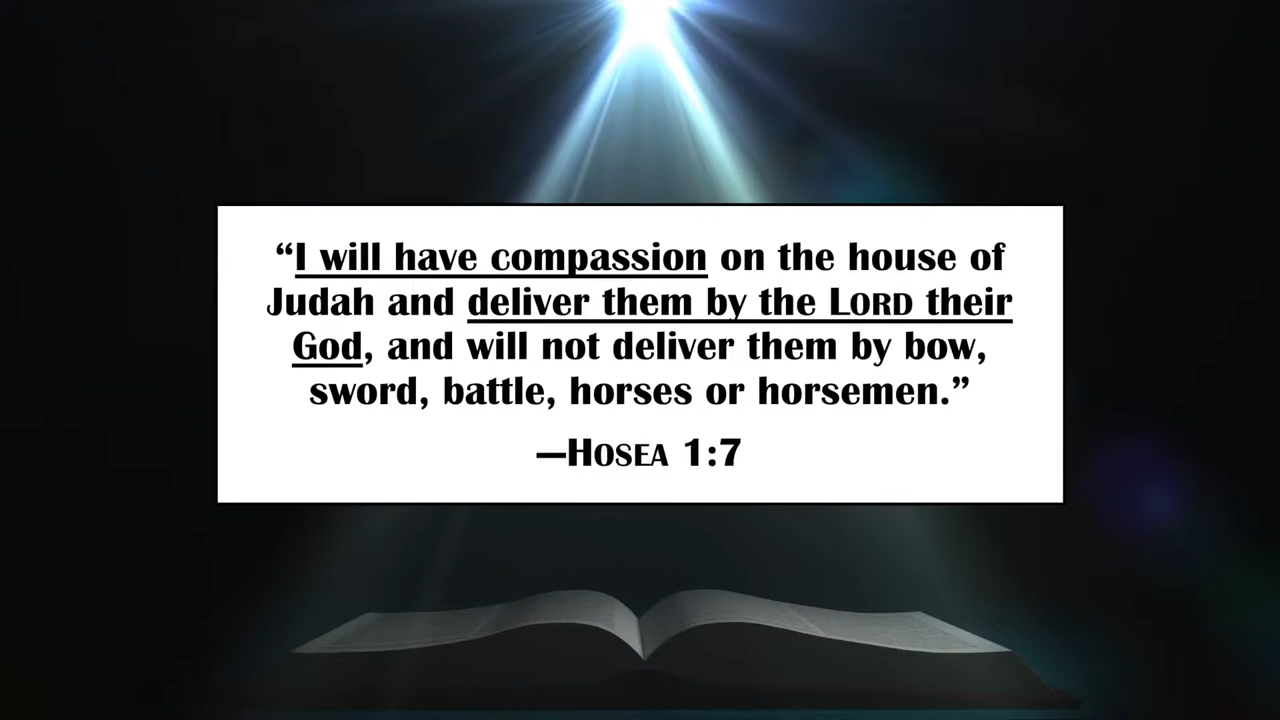 “I will have compassion on the house of
Judah and deliver them by the LORD their
God, and will not deliver them by bow,
sword, battle, horses or horsemen.”
—HOSEA 1:7